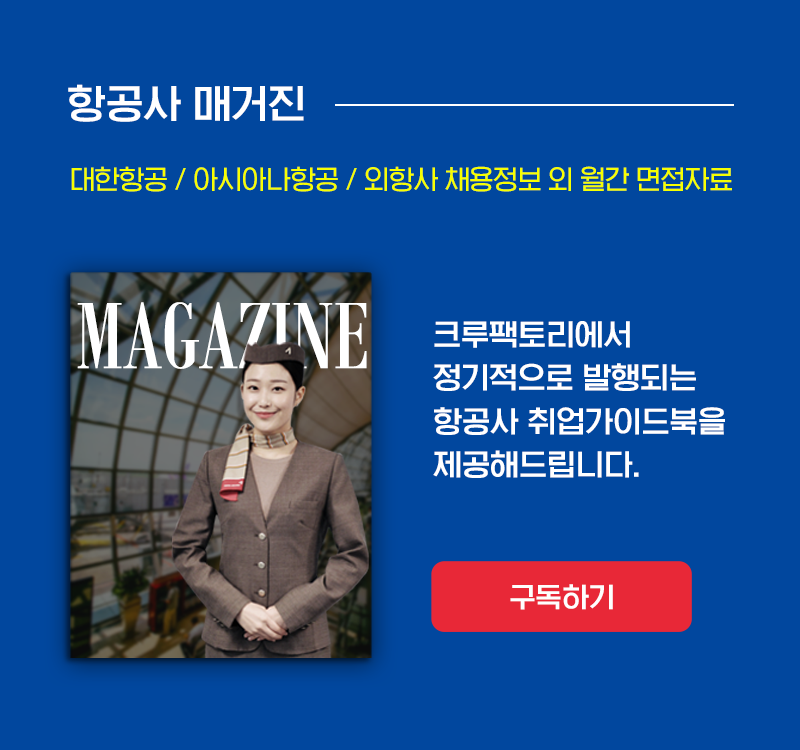 항공사 매거진
대한항공 / 아시아나항공 / 외항사 채용정보 외 월간 면접자료
MAGAZINE
크루팩토리에서
정기적으로 발행되는
항공사 취업가이드북을
제공해드립니다.
구독하기